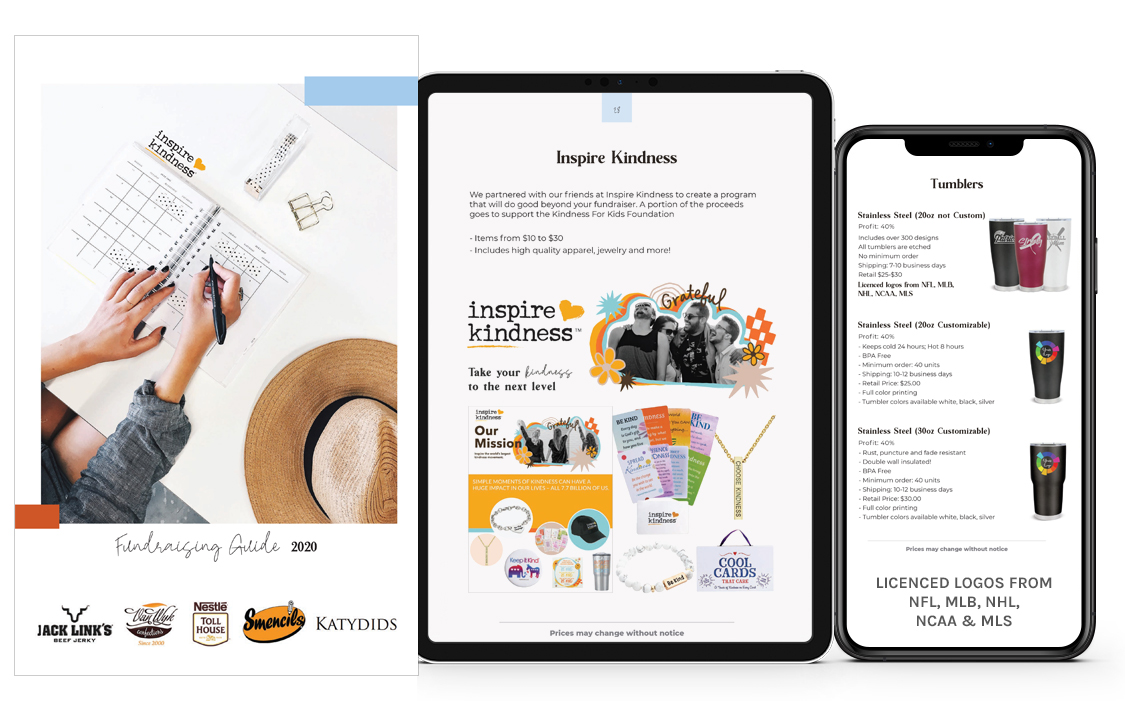 inspire
kindness
Fundraising Guide 2020
JACK LINK'S
BEEF JERKY
Van Wyk
confections
Since 2000
Nestlé
TOLL
HOUSE
Smencils
KATYDIDS
Inspire Kindness
We partnered with our friends at Inspire Kindness to create a program
that will do good beyond your fundraiser. A portion of the proceeds
goes to support the Kindness For Kids Foundation
- Items from $10 to $30
- Includes high quality apparel, jewelry and more!
inspire
kindness™
Grateful
Take your kindness
to the next level
inspire
kindness
Our
Mission
Grateful
SIMPLE MOMENTS OF KINDNESS CAN HAVE A
HUGE IMPACT IN OUR LIVES – ALL 7.7 BILLION OF US
Keep it Kind
BE KIND
BE
KIND
SPREAD
Kindness
inspire
kindness
CHOOSE KINDNESS
Be Kind
COOL
CARDS
THAT CARE
Prices may change without notice
Tumblers
Stainless Steel (20oz not Custom)
Profit: 40%
Includes over 300 designs
All tumblers are etched
No minimum order
Shipping: 7-10 business days
Retail $25-$30
Licenced logos from NFL, MLB,
NHL, NCAA, MLS
Stainless Steel (20oz Customizable)
Profit: 40%
- Keeps cold 24 hours; Hot 8 hours
- BPA Free
- Minimum order: 40 units
- Shipping: 10-12 business days
- Retail Price: $25.00
- Full color printing
- Tumbler colors available white, black, silver
Stainless Steel (30oz Customizable)
Profit: 40%
- Rust, puncture and fade resistant
- Double wall insulated!
- BPA Free
- Minimum order: 40 units
- Shipping: 10-12 business days
- Retail Price: $30.00
- Full color printing
- Tumbler colors available white, black, silver
Prices may change without notice
LICENCED LOGOS FROM
NFL, MLB, NHL,
NCAA & MLS